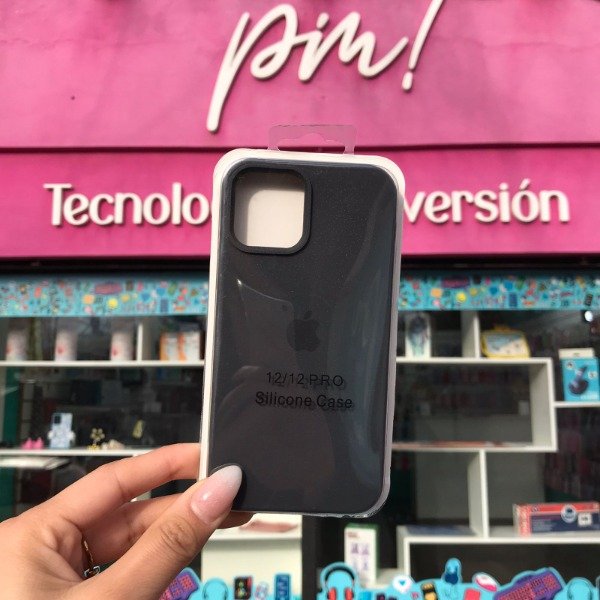 pin!
Tecnolo versión
12/12 PRO
Silicone Case